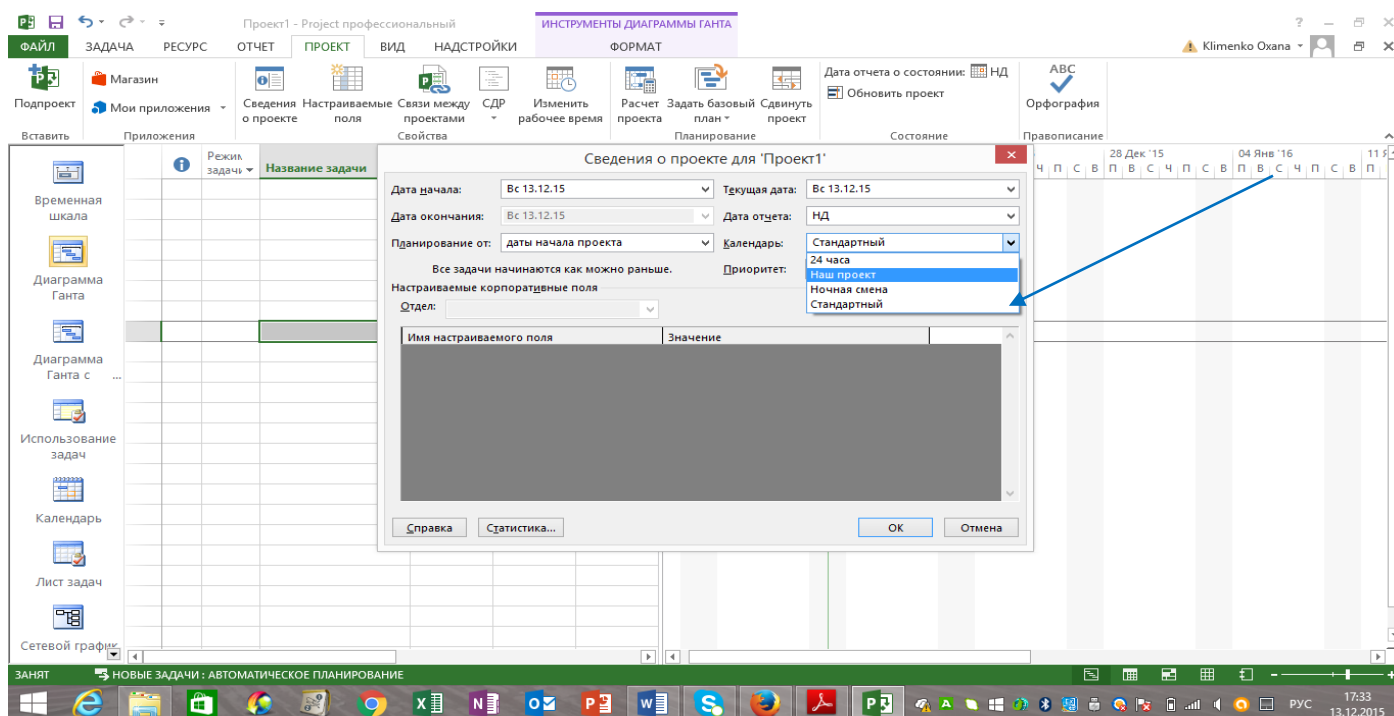 Проект1 - Project профессиональный
ИНСТРУМЕНТЫ ДИАГРАММЫ ГАНТА
ФАЙЛ ЗАДАЧА РЕСУРС ОТЧЕТ ПРОЕКТ ВИД НАДСТРОЙКИ ФОРМАТ
Klimenko Oxana
Подпроект
Магазин
Мои приложения
Сведения о проекте
Настраиваемые поля
Связи между проектами
СДР
Изменить рабочее время
Расчет проекта
Задать базовый план
Сдвинуть проект
Дата отчета о состоянии: НД
Обновить проект
ABC
Орфография
Вставить Приложения Свойства Планирование Состояние Правописание
Временная шкала
Диаграмма Ганта
Диаграмма Ганта с ...
Использование задач
Календарь
Лист задач
Сетевой график
Режим задачи
Название задачи
28 Дек '15 04 Янв '16
Ч П С В П В С Ч П С В П В С Ч П С В П
Сведения о проекте для 'Проект1'
Дата начала: Вс 13.12.15 Текущая дата: Вс 13.12.15
Дата окончания: Вс 13.12.15 Дата отчета: НД
Планирование от: даты начала проекта Календарь: Стандартный
24 часа
Все задачи начинаются как можно раньше. Приоритет: Наш проект
Ночная смена
Стандартный
Настраиваемые корпоративные поля
Отдел:
Имя настраиваемого поля Значение
Справка Статистика... ОК Отмена
ЗАНЯТ НОВЫЕ ЗАДАЧИ : АВТОМАТИЧЕСКОЕ ПЛАНИРОВАНИЕ
РУС
17:33
13.12.2015